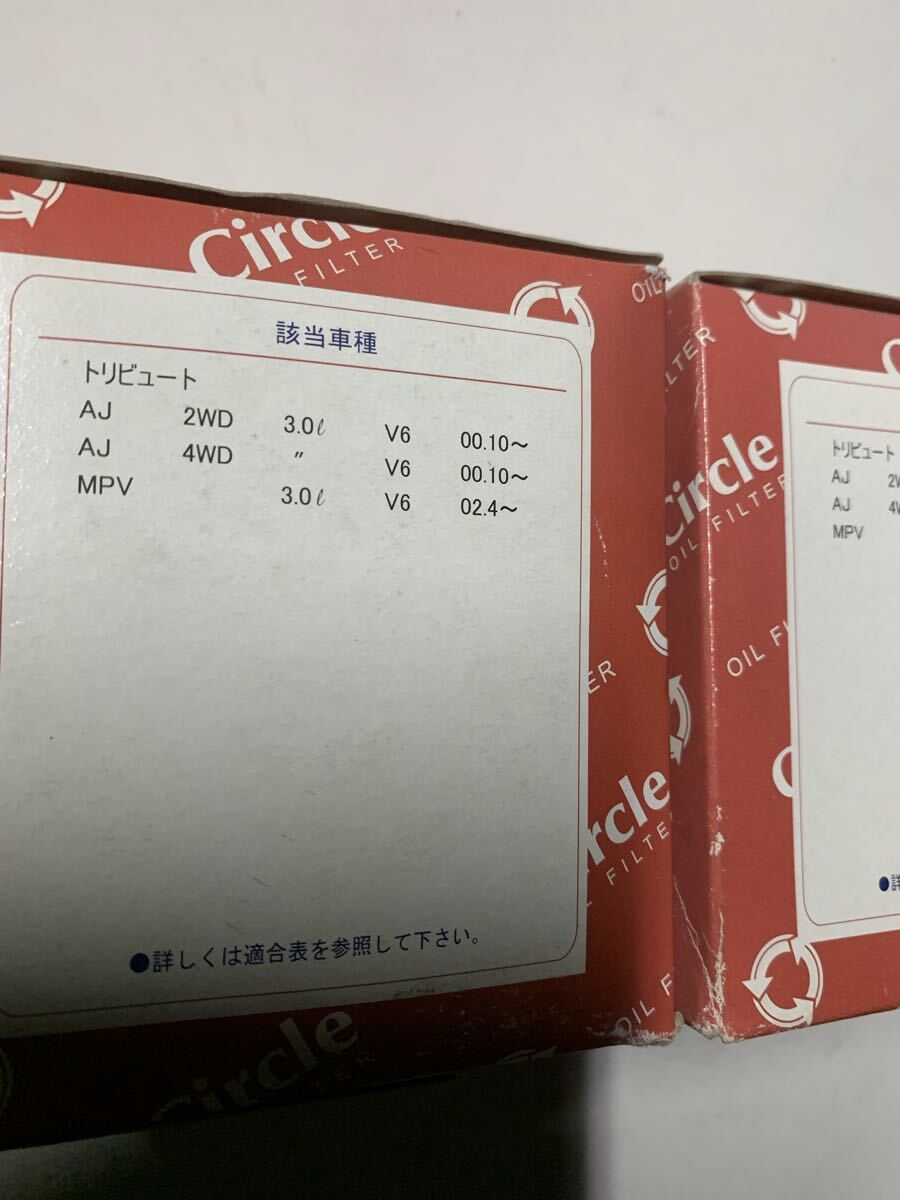 Circle
FILTER
OIL
該当車種
トリビュート
AJ 2WD 3.0ℓ V6 00.10～
AJ 4WD 〃 V6 00.10～
MPV 3.0ℓ V6 02.4～
●詳しくは適合表を参照して下さい。
Circle
FILTER
OIL F
Circle
OIL FILTER
OIL F
トリビュート
AJ
AJ
MPV